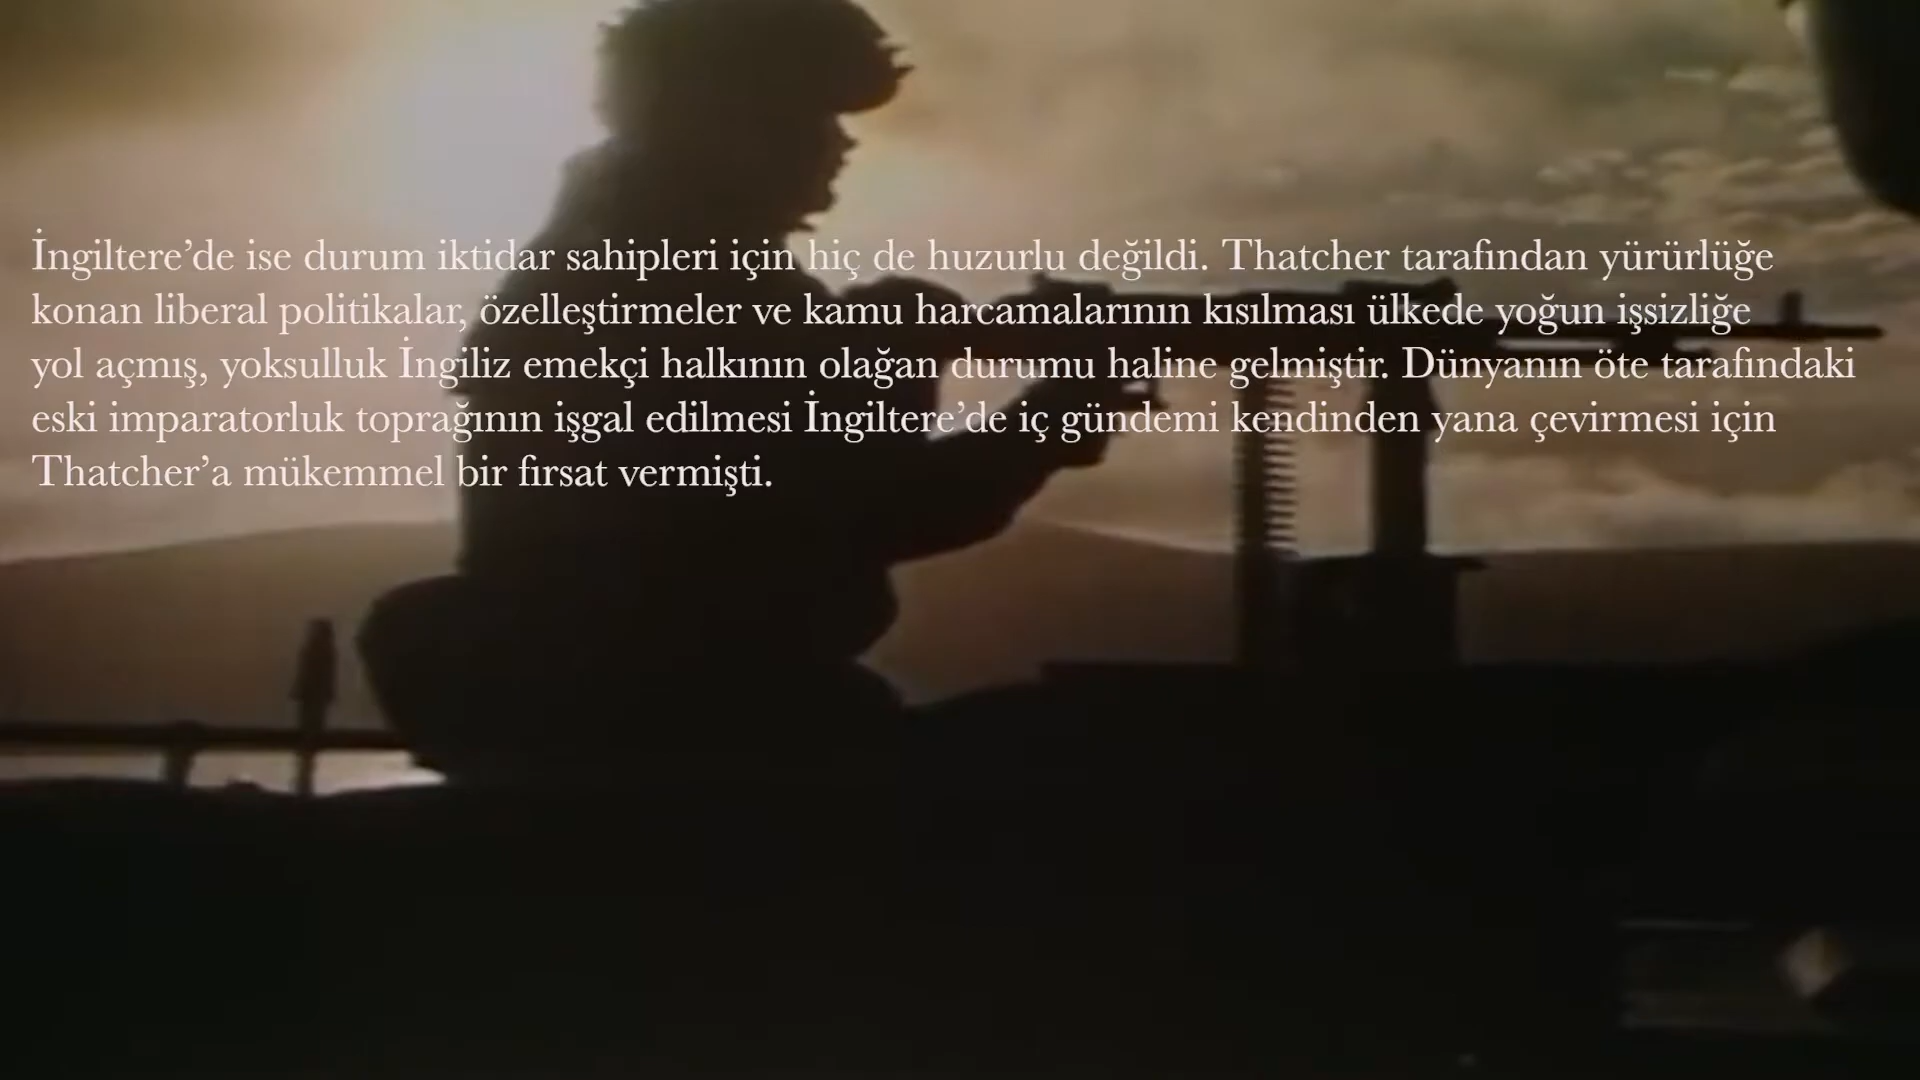 İngiltere’de ise durum iktidar sahipleri için hiç de huzurlu değildi. Thatcher tarafından yürürlüğe
konan liberal politikalar, özelleştirmeler ve kamu harcamalarının kısılması ülkede yoğun işsizliğe
yol açmış, yoksulluk İngiliz emekçi halkının olağan durumu haline gelmiştir. Dünyanın öte tarafındaki
eski imparatorluk toprağının işgal edilmesi İngiltere’de iç gündemi kendinden yana çevirmesi için
Thatcher’a mükemmel bir fırsat vermişti.